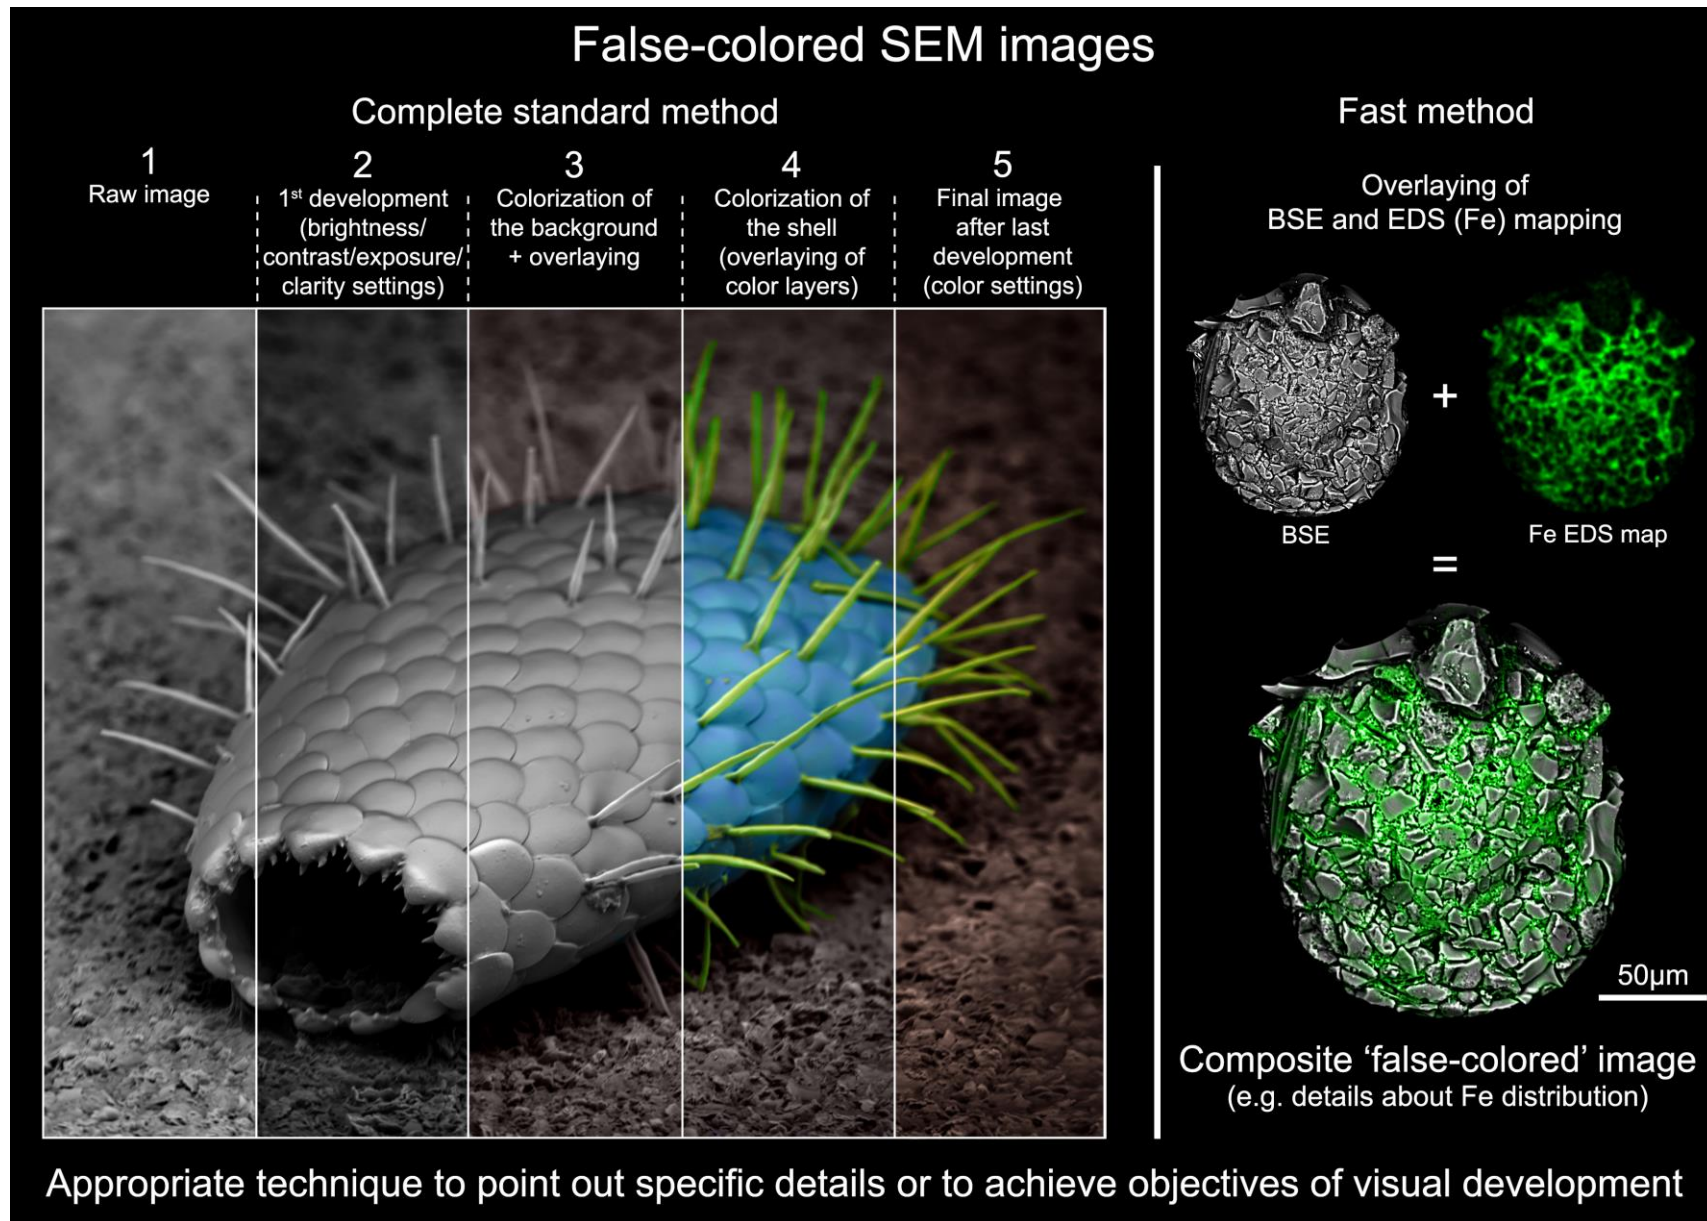 False-colored SEM images
Complete standard method
1
Raw image
2
1st development
(brightness/
contrast/exposure/
clarity settings)
3
Colorization of
the background
+ overlaying
4
Colorization of
the shell
(overlaying of
color layers)
5
Final image
after last
development
(color settings)
Fast method
Overlaying of
BSE and EDS (Fe) mapping
+
BSE
Fe EDS map
=
50µm
Composite ‘false-colored’ image
(e.g. details about Fe distribution)
Appropriate technique to point out specific details or to achieve objectives of visual development